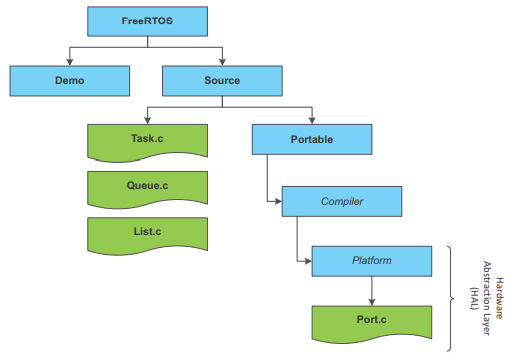 FreeRTOS
Demo
Source
Task.c
Portable
Queue.c
Compiler
List.c
Platform
Port.c
Hardware
Abstraction Layer
(HAL)